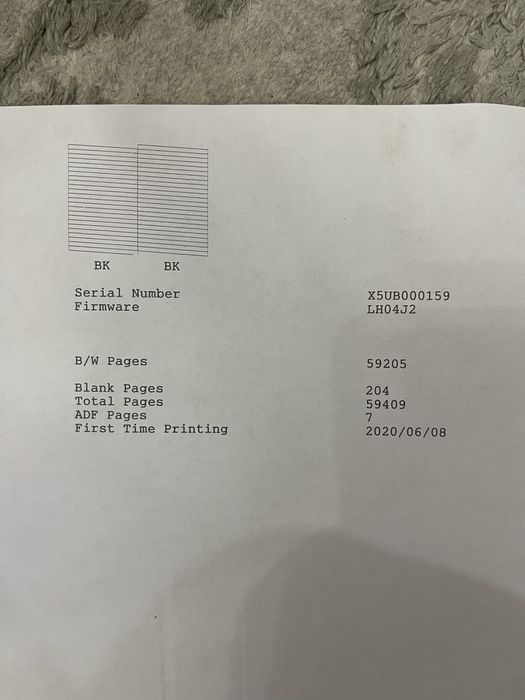 BK BK
Serial Number X5UB000159
Firmware LH04J2
B/W Pages 59205
Blank Pages 204
Total Pages 59409
ADF Pages 7
First Time Printing 2020/06/08